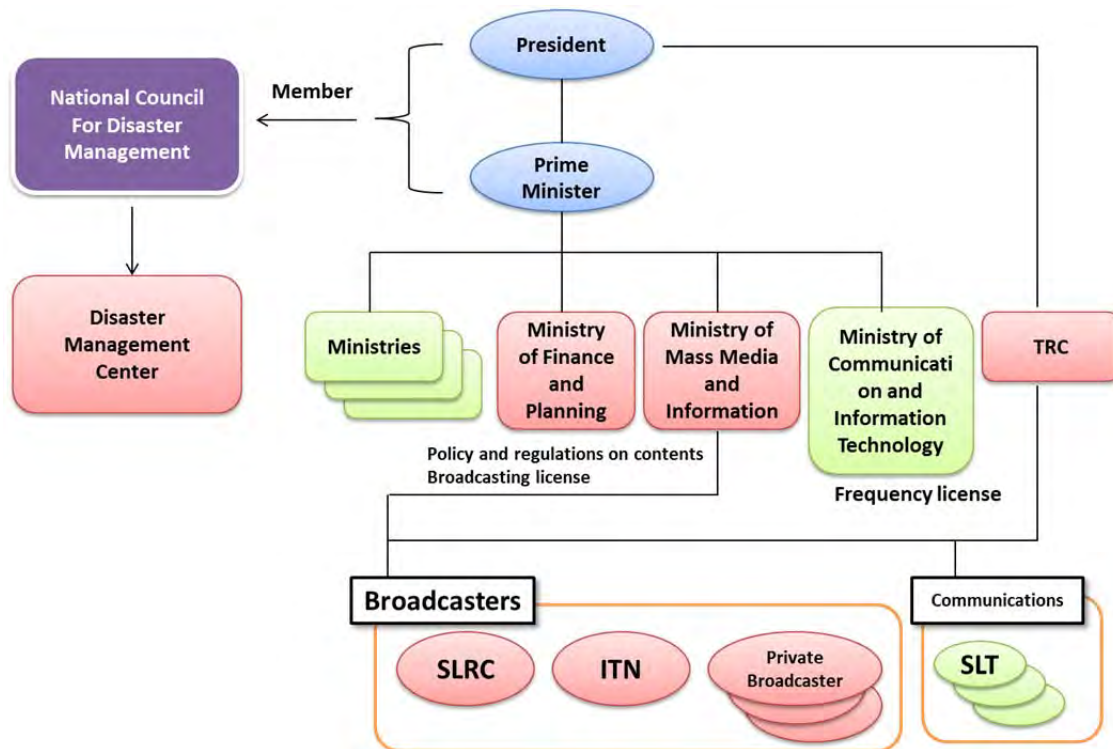 President
National Council
For Disaster
Management
Member
Prime
Minister
Disaster
Management
Center
Ministries
Ministry
of Finance
and
Planning
Ministry of
Mass Media
and
Information
Ministry of
Communicati
on and
Information
Technology
TRC
Policy and regulations on contents
Broadcasting license
Frequency license
Broadcasters
Communications
SLRC
ITN
Private
Broadcaster
SLT